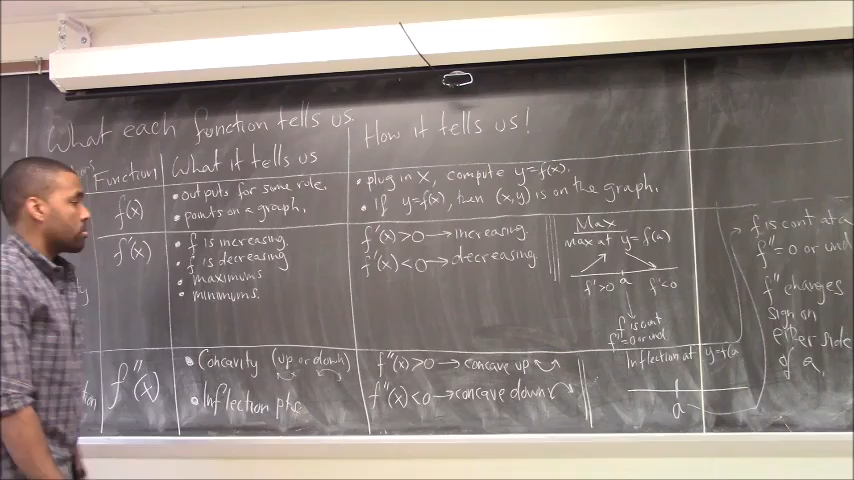 What each function tells us.
How it tells us!
Function
What it tells us
f(x)
• outputs for some rule.
• points on a graph.
• plug in x, compute y=f(x).
• if y=f(x), then (x,y) is on the graph.
f'(x)
• f is increasing.
• f is decreasing
• maximums
• minimums.
f'(x)>0 → increasing
f'(x)<0 → decreasing
Max
max at y=f(a)
f'>0 a f'<0
f is cont
f'=0 or und
f''(x)
• Concavity (up or down)
• Inflection pts
f''(x)>0 → concave up
f''(x)<0 → concave down
Inflection at y=f(a
a
→ f is cont at a
f''=0 or und
f'' changes
sign on
either side
of a.